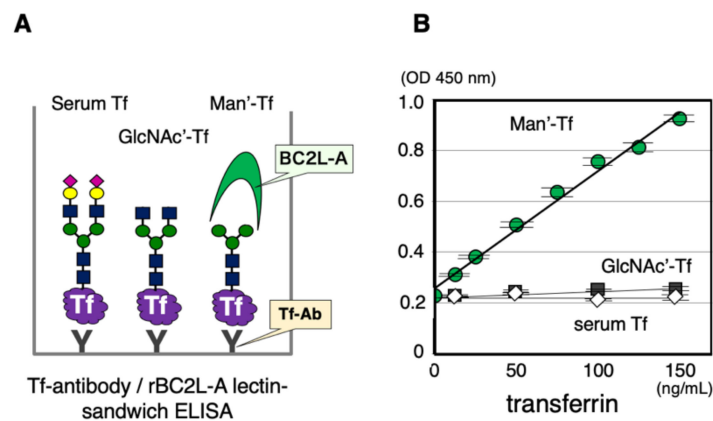 A
Serum Tf
Man'-Tf
GlcNAc'-Tf
BC2L-A
Tf
Tf
Tf
Tf-Ab
Y
Y
Y
Tf-antibody / rBC2L-A lectin-
sandwich ELISA
B
(OD 450 nm)
1.0
0.8
0.6
0.4
0.2
0
Man'-Tf
GlcNAc'-Tf
serum Tf
0
50
100
150
(ng/mL)
transferrin